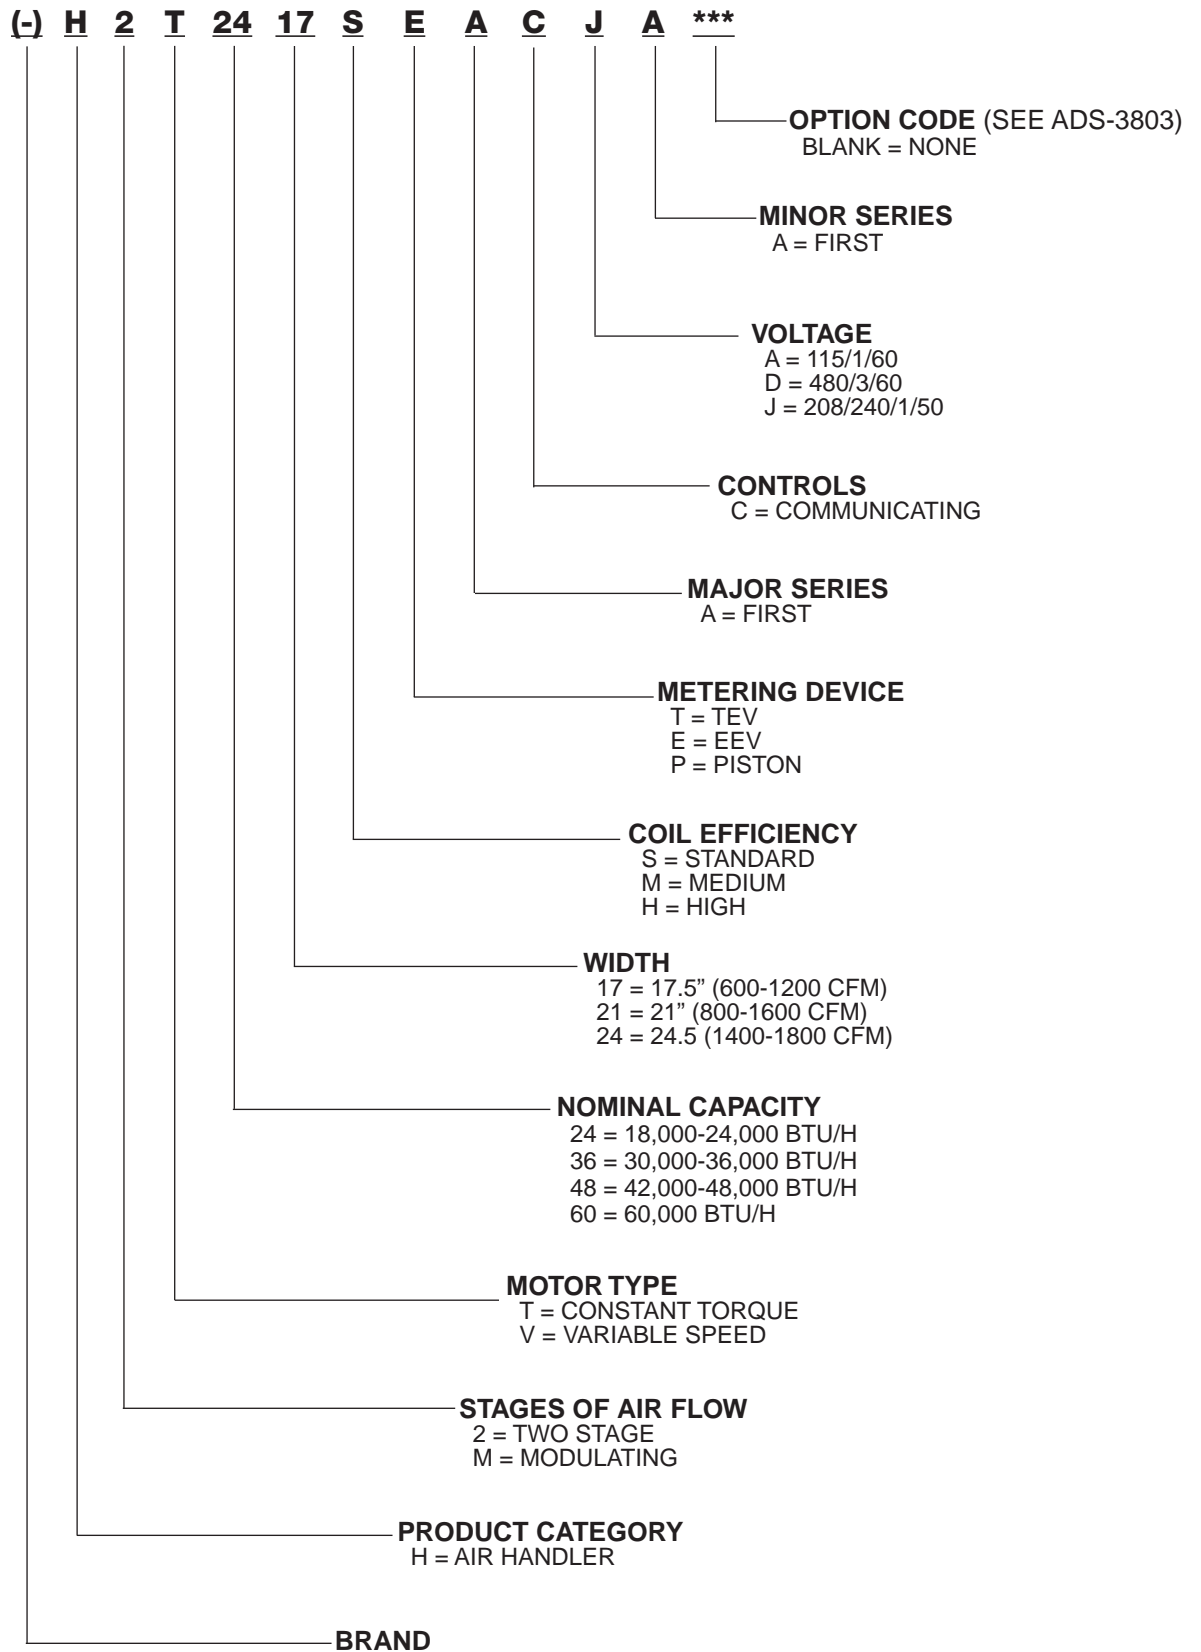 (-) H 2 T 24 17 S E A C J A ***
OPTION CODE (SEE ADS-3803)
BLANK = NONE
MINOR SERIES
A = FIRST
VOLTAGE
A = 115/1/60
D = 480/3/60
J = 208/240/1/50
CONTROLS
C = COMMUNICATING
MAJOR SERIES
A = FIRST
METERING DEVICE
T = TEV
E = EEV
P = PISTON
COIL EFFICIENCY
S = STANDARD
M = MEDIUM
H = HIGH
WIDTH
17 = 17.5” (600-1200 CFM)
21 = 21” (800-1600 CFM)
24 = 24.5 (1400-1800 CFM)
NOMINAL CAPACITY
24 = 18,000-24,000 BTU/H
36 = 30,000-36,000 BTU/H
48 = 42,000-48,000 BTU/H
60 = 60,000 BTU/H
MOTOR TYPE
T = CONSTANT TORQUE
V = VARIABLE SPEED
STAGES OF AIR FLOW
2 = TWO STAGE
M = MODULATING
PRODUCT CATEGORY
H = AIR HANDLER
BRAND